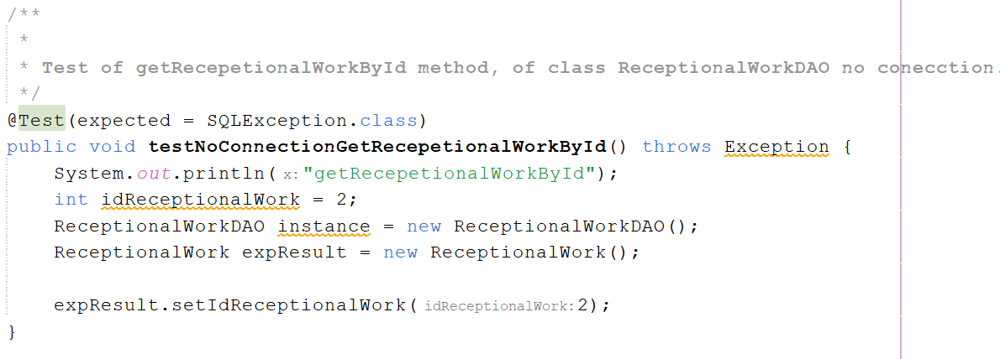 /**
 *
 * Test of getRecepetionalWorkById method, of class ReceptionalWorkDAO no conecction.
 */
@Test(expected = SQLException.class)
public void testNoConnectionGetRecepetionalWorkById() throws Exception {
    System.out.println( x: "getRecepetionalWorkById");
    int idReceptionalWork = 2;
    ReceptionalWorkDAO instance = new ReceptionalWorkDAO();
    ReceptionalWork expResult = new ReceptionalWork();

    expResult.setIdReceptionalWork( idReceptionalWork: 2);
}